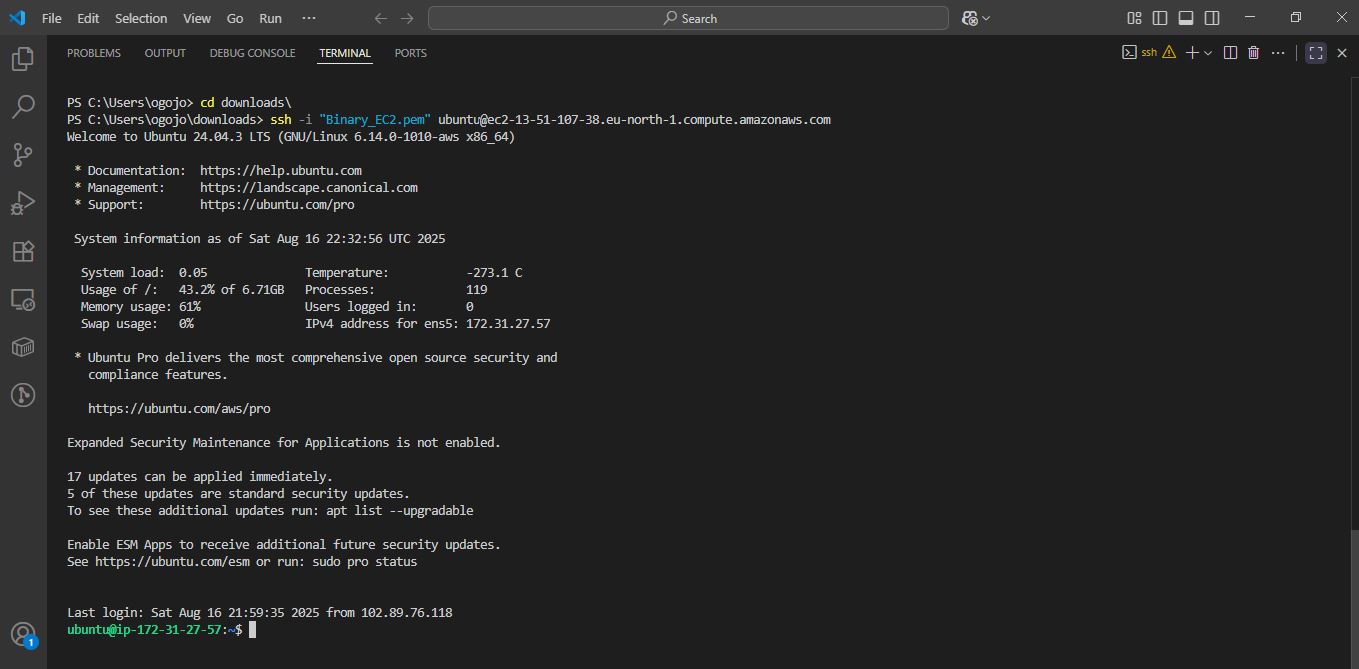 File Edit Selection View Go Run ···
Search
PROBLEMS OUTPUT DEBUG CONSOLE TERMINAL PORTS
ssh
PS C:\Users\ogojo> cd downloads\
PS C:\Users\ogojo\downloads> ssh -i "Binary_EC2.pem" ubuntu@ec2-13-51-107-38.eu-north-1.compute.amazonaws.com
Welcome to Ubuntu 24.04.3 LTS (GNU/Linux 6.14.0-1010-aws x86_64)
* Documentation:  https://help.ubuntu.com
* Management:     https://landscape.canonical.com
* Support:        https://ubuntu.com/pro
System information as of Sat Aug 16 22:32:56 UTC 2025
System load:  0.05              Temperature:           -273.1 C
Usage of /:   43.2% of 6.71GB   Processes:             119
Memory usage: 61%               Users logged in:       0
Swap usage:   0%                IPv4 address for ens5: 172.31.27.57
* Ubuntu Pro delivers the most comprehensive open source security and
compliance features.
https://ubuntu.com/aws/pro
Expanded Security Maintenance for Applications is not enabled.
17 updates can be applied immediately.
5 of these updates are standard security updates.
To see these additional updates run: apt list --upgradable
Enable ESM Apps to receive additional future security updates.
See https://ubuntu.com/esm or run: sudo pro status
Last login: Sat Aug 16 21:59:35 2025 from 102.89.76.118
ubuntu@ip-172-31-27-57:~$
1